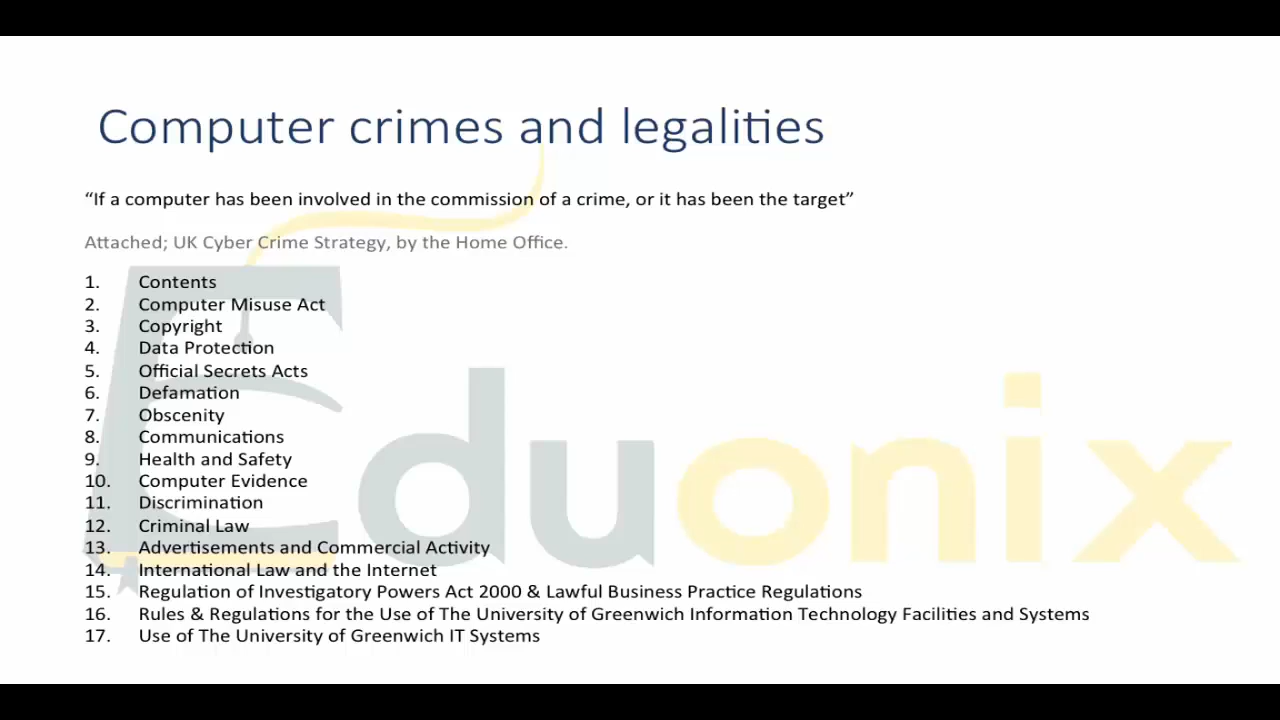 Computer crimes and legalities
“If a computer has been involved in the commission of a crime, or it has been the target”
Attached; UK Cyber Crime Strategy, by the Home Office.
1. Contents
2. Computer Misuse Act
3. Copyright
4. Data Protection
5. Official Secrets Acts
6. Defamation
7. Obscenity
8. Communications
9. Health and Safety
10. Computer Evidence
11. Discrimination
12. Criminal Law
13. Advertisements and Commercial Activity
14. International Law and the Internet
15. Regulation of Investigatory Powers Act 2000 & Lawful Business Practice Regulations
16. Rules & Regulations for the Use of The University of Greenwich Information Technology Facilities and Systems
17. Use of The University of Greenwich IT Systems
Eduonix